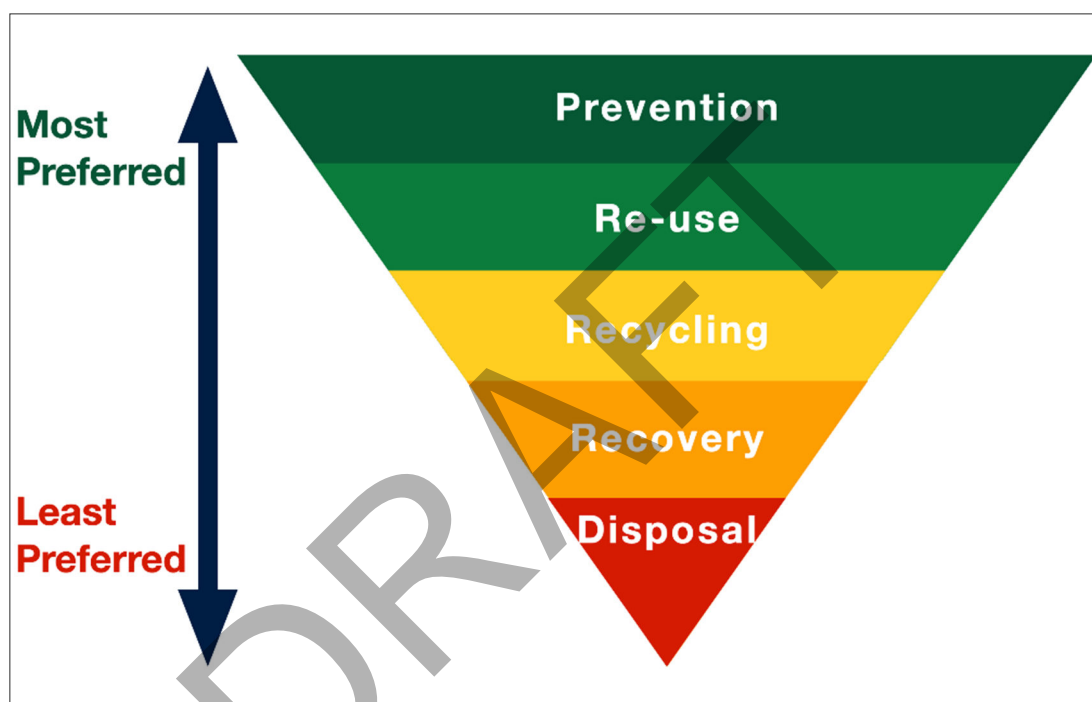 Most
Preferred
Prevention
Re-use
Recycling
Recovery
Least
Preferred
Disposal
DRAFT